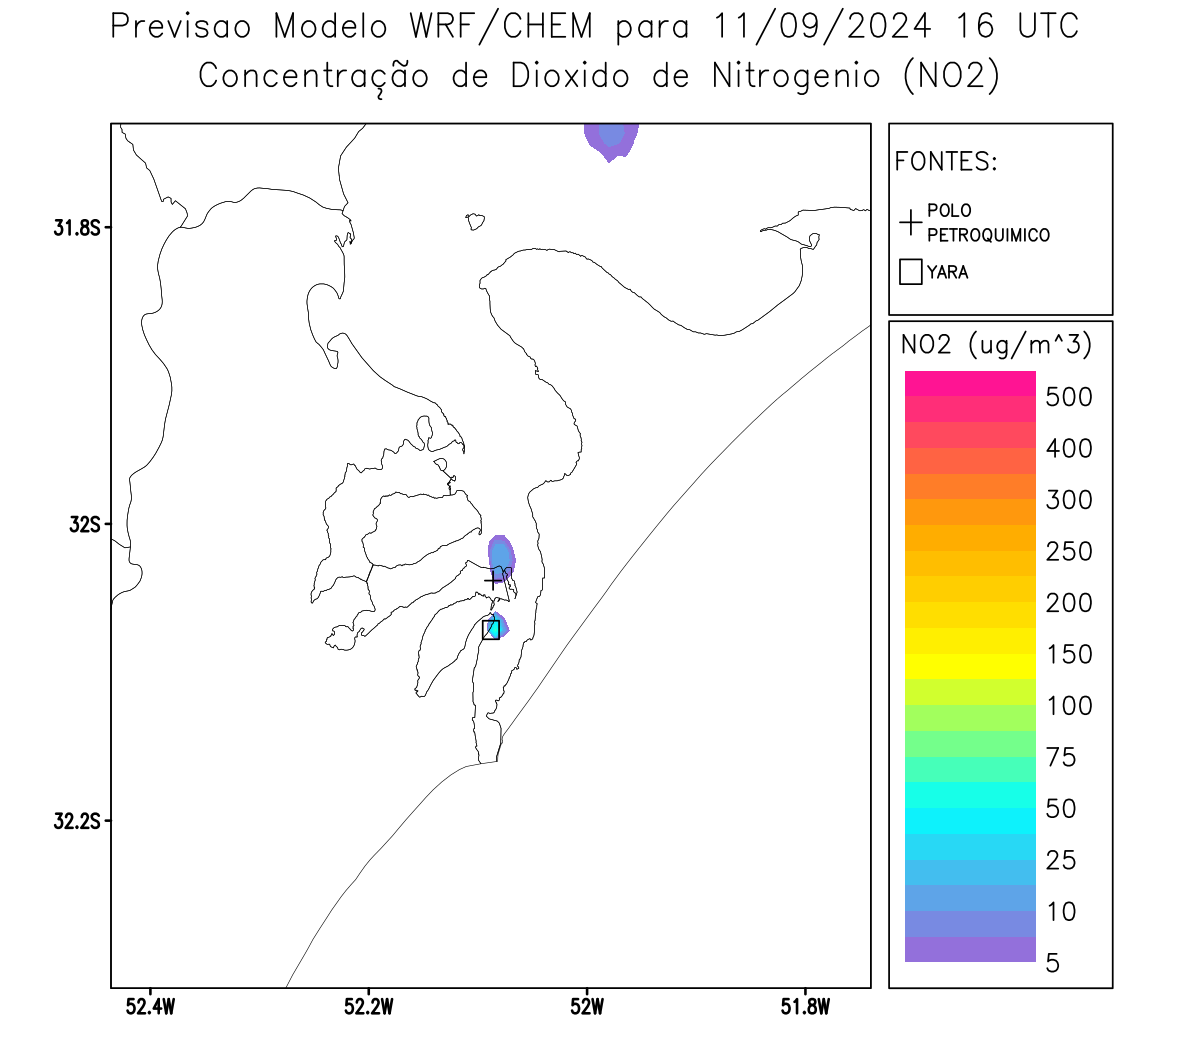 Previsao Modelo WRF/CHEM para 11/09/2024 16 UTC
Concentração de Dioxido de Nitrogenio (NO2)
FONTES:
POLO
PETROQUIMICO
YARA
NO2 (ug/m^3)
500
400
300
250
200
150
100
75
50
25
10
5
31.8S
32S
32.2S
52.4W
52.2W
52W
51.8W